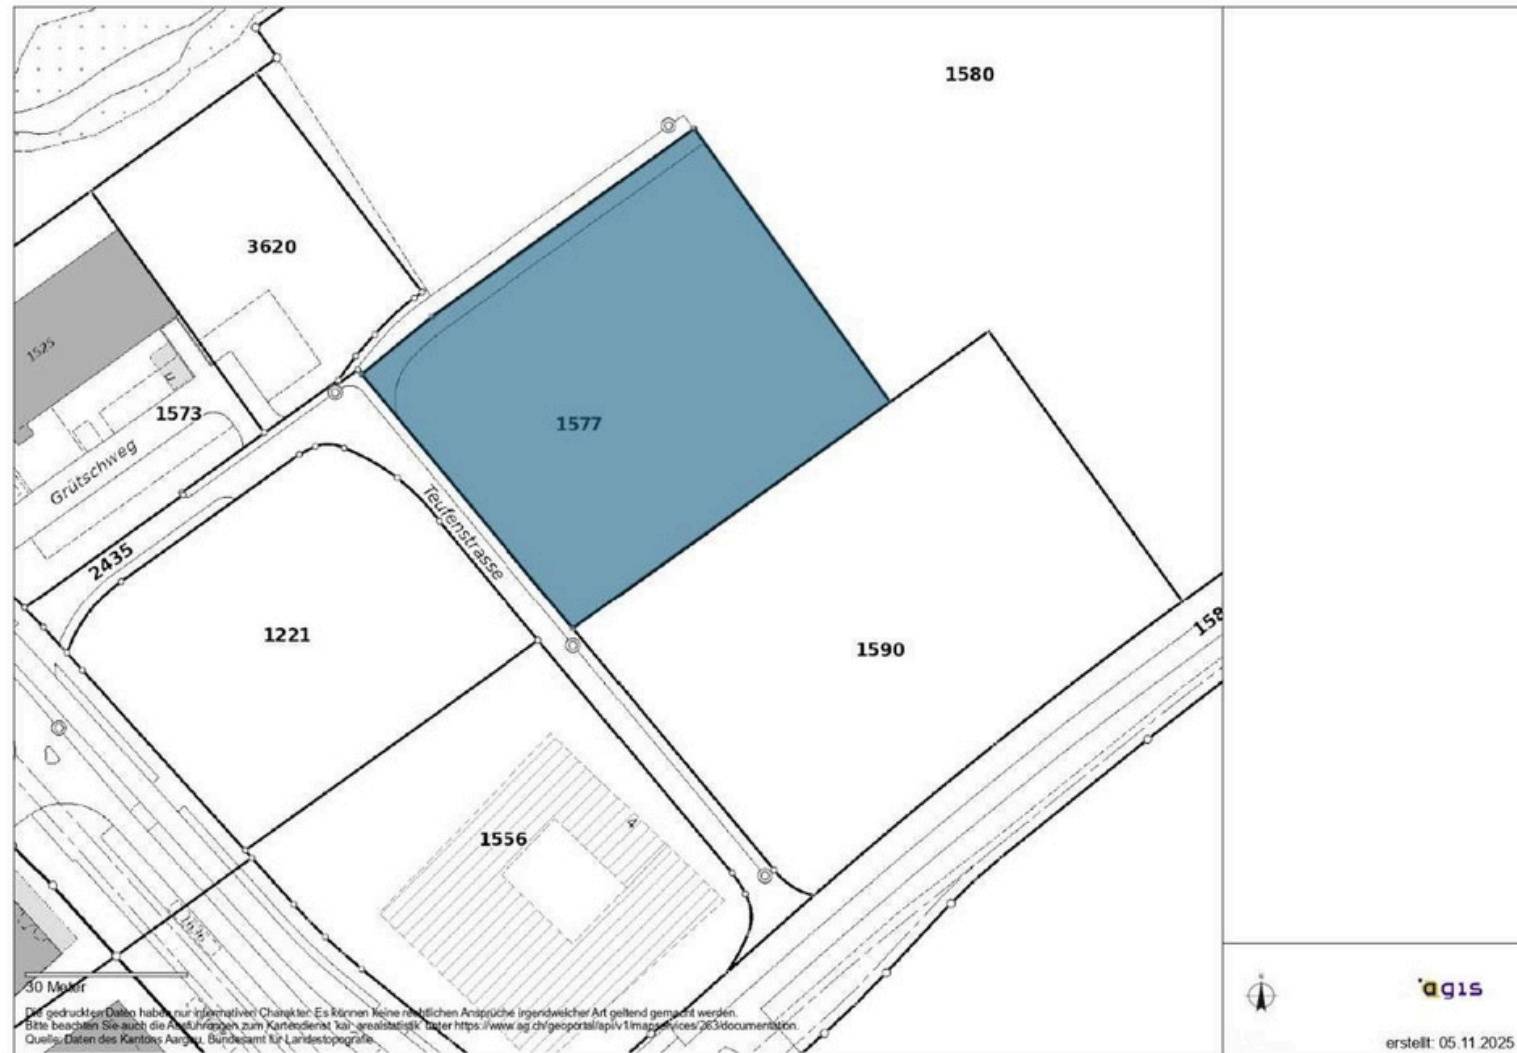 1580
3620
1525
1573
1577
Grütschweg
Teufenstrasse
2435
1221
158
1590
1556
1636
30 Meter
Die gedruckten Daten haben nur informativen Charakter. Es können keine rechtlichen Ansprüche irgendwelcher Art geltend gemacht werden.
Bitte beachten Sie auch die Ausführungen zum Kartendienst 'kai_arealstatistik' unter https://www.ag.ch/geoportal/api/v1/mapservices/263/documentation.
Quelle: Daten des Kantons Aargau, Bundesamt für Landestopografie
N
agis
erstellt: 05.11.2025